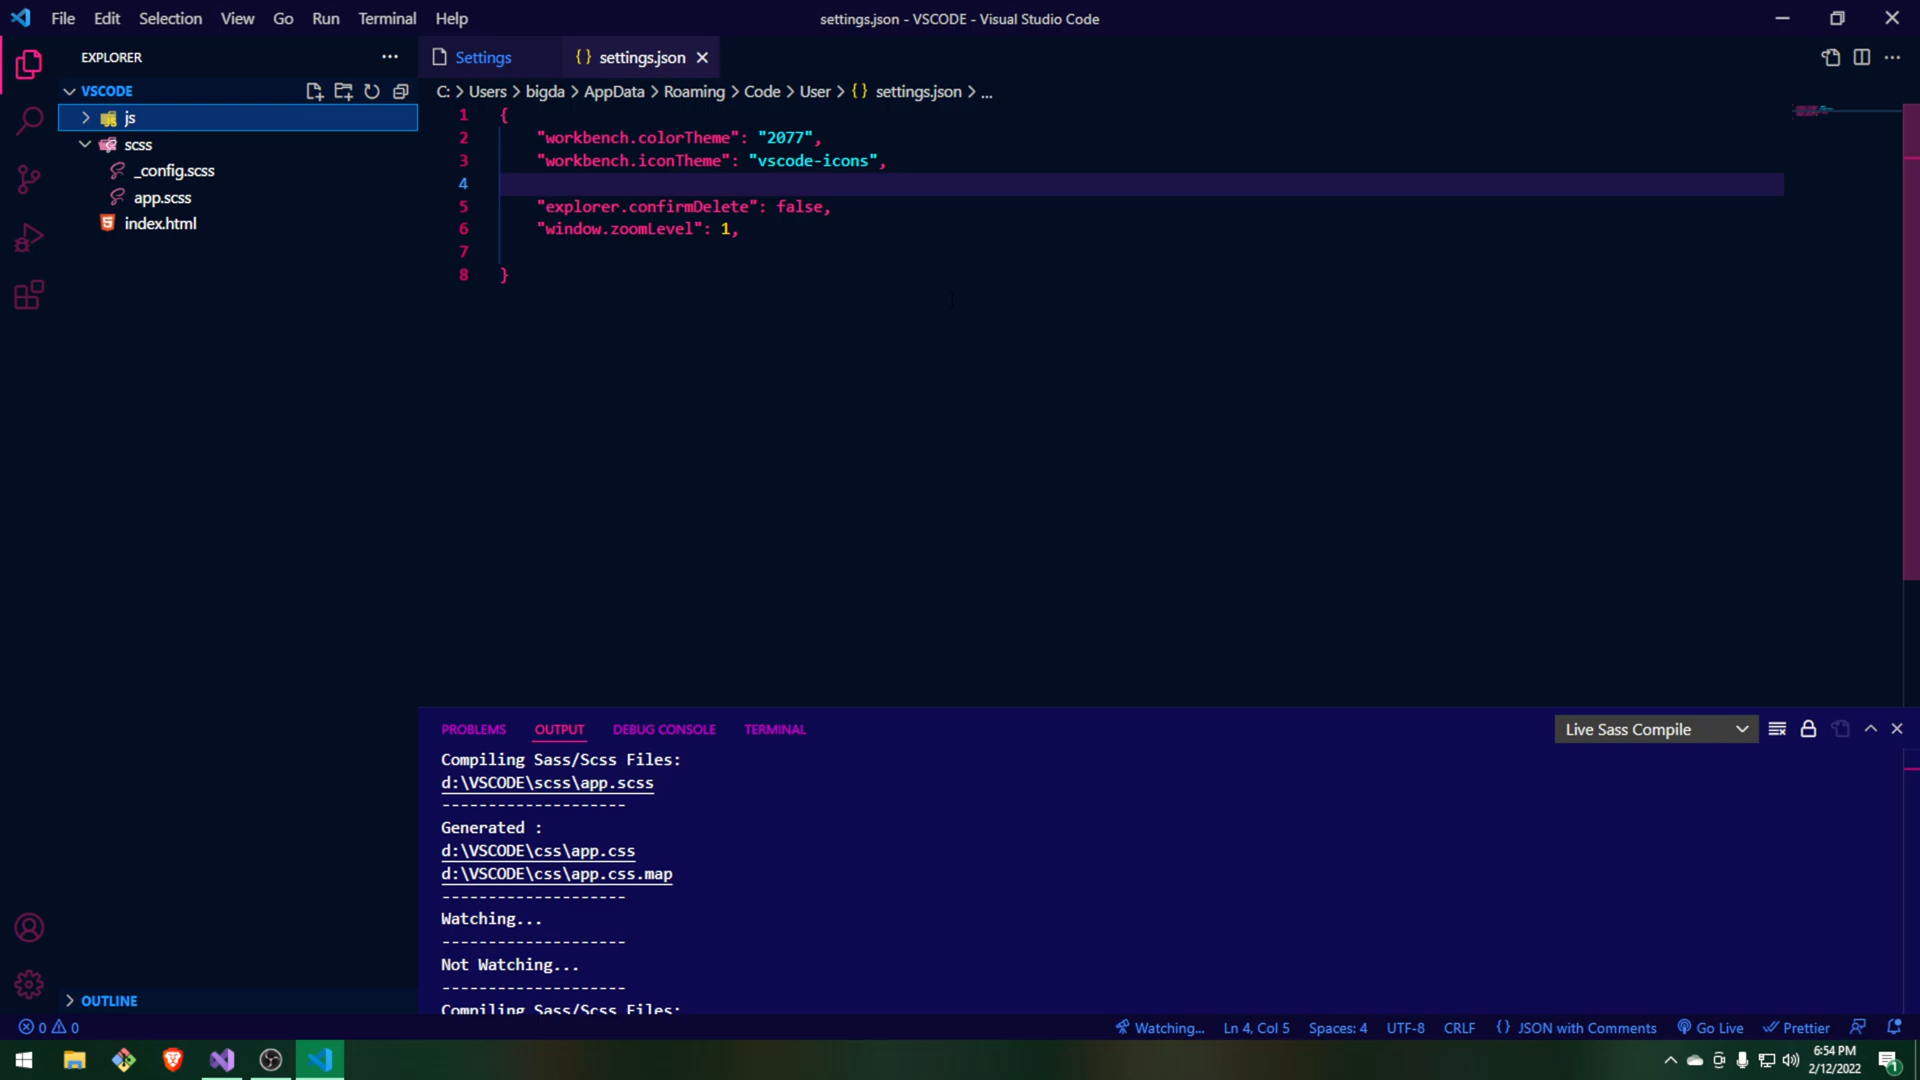 File Edit Selection View Go Run Terminal Help
settings.json - VSCODE - Visual Studio Code
EXPLORER
VSCODE
js
scss
_config.scss
app.scss
index.html
OUTLINE
Settings
settings.json
C: > Users > bigda > AppData > Roaming > Code > User > {} settings.json > ...
1 {
2 "workbench.colorTheme": "2077",
3 "workbench.iconTheme": "vscode-icons",
4
5 "explorer.confirmDelete": false,
6 "window.zoomLevel": 1,
7
8 }
PROBLEMS OUTPUT DEBUG CONSOLE TERMINAL
Live Sass Compile
Compiling Sass/Scss Files:
d:\VSCODE\scss\app.scss
--------------------
Generated :
d:\VSCODE\css\app.css
d:\VSCODE\css\app.css.map
--------------------
Watching...
--------------------
Not Watching...
--------------------
Compiling Sass/Scss Files:
0 0
Watching... Ln 4, Col 5 Spaces: 4 UTF-8 CRLF {} JSON with Comments Go Live Prettier
6:54 PM
2/12/2022
1